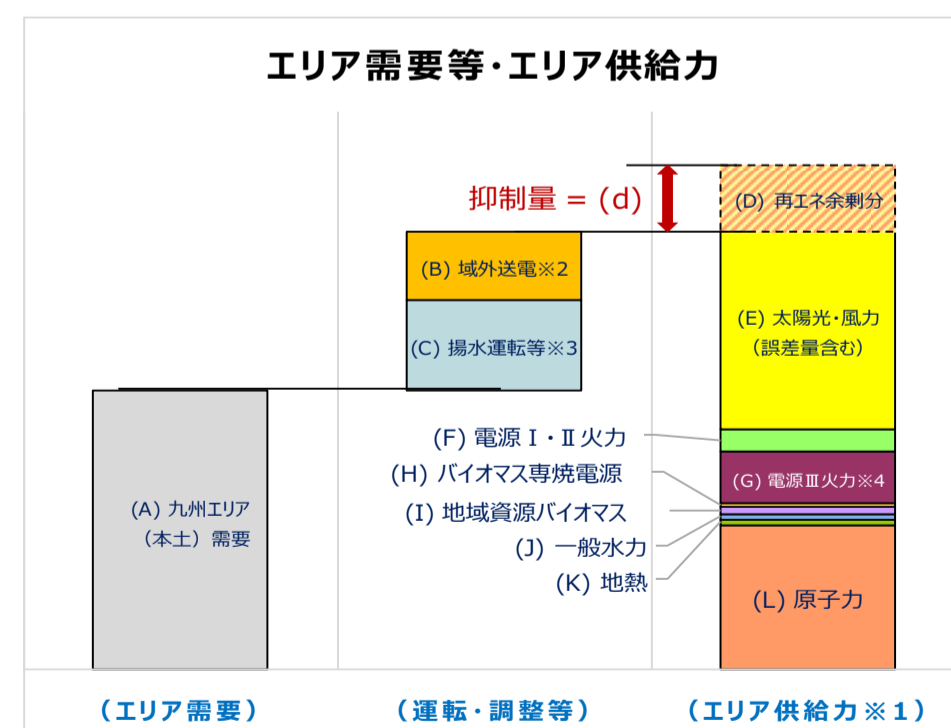 エリア需要等･エリア供給力
抑制量 = (d)
(D) 再エネ余剰分
(B) 域外送電※2
(C) 揚水運転等※3
(E) 太陽光･風力
（誤差量含む）
(F) 電源Ⅰ・Ⅱ火力
(G) 電源Ⅲ火力※4
(H) バイオマス専焼電源
(I) 地域資源バイオマス
(J) 一般水力
(K) 地熱
(A) 九州エリア
（本土）需要
(L) 原子力
（エリア需要）
（運転･調整等）
（エリア供給力※1）